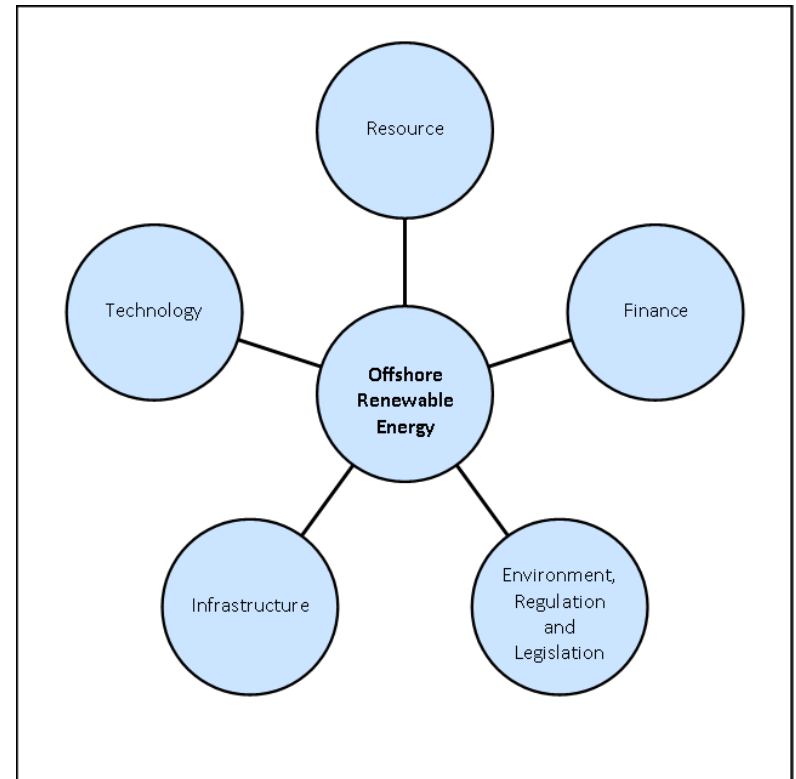 Resource
Technology
Finance
Offshore
Renewable
Energy
Infrastructure
Environment,
Regulation
and
Legislation